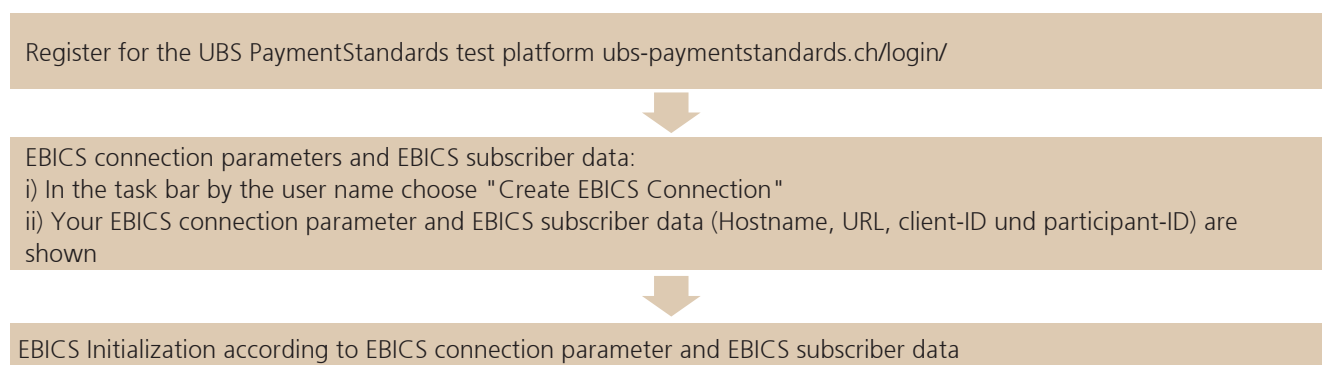 Register for the UBS PaymentStandards test platform ubs-paymentstandards.ch/login/
EBICS connection parameters and EBICS subscriber data:
i) In the task bar by the user name choose "Create EBICS Connection"
ii) Your EBICS connection parameter and EBICS subscriber data (Hostname, URL, client-ID und participant-ID) are
shown
EBICS Initialization according to EBICS connection parameter and EBICS subscriber data